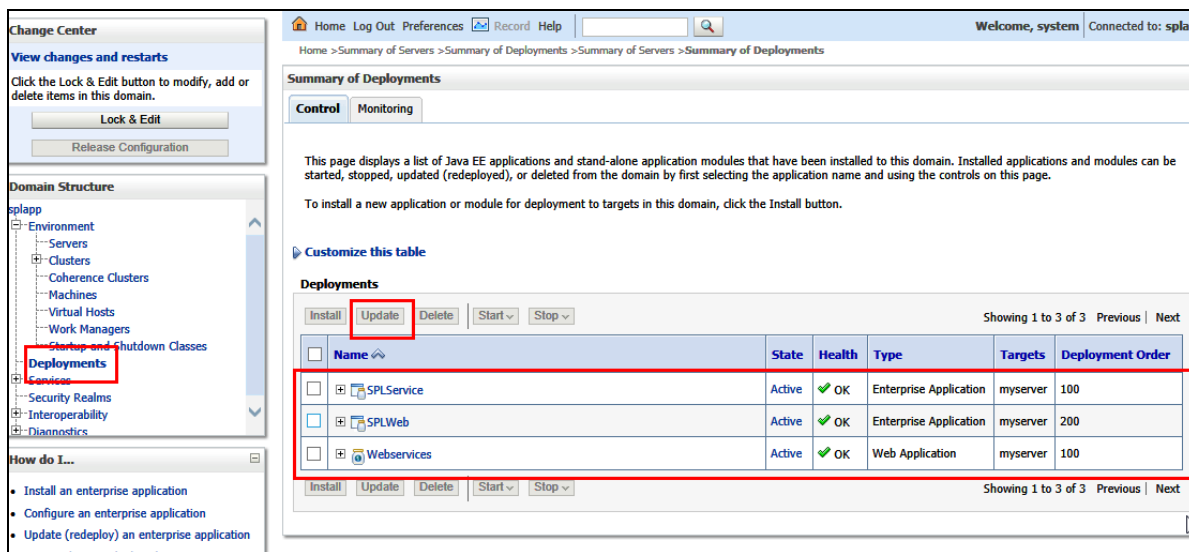 Change Center
View changes and restarts
Click the Lock & Edit button to modify, add or
delete items in this domain.
Lock & Edit
Release Configuration
Domain Structure
splapp
Environment
Servers
Clusters
Coherence Clusters
Machines
Virtual Hosts
Work Managers
Startup and Shutdown Classes
Deployments
Services
Security Realms
Interoperability
Diagnostics
How do I...
Install an enterprise application
Configure an enterprise application
Update (redeploy) an enterprise application
Home Log Out Preferences Record Help
Welcome, system Connected to: spla
Home >Summary of Servers >Summary of Deployments >Summary of Servers >Summary of Deployments
Summary of Deployments
Control Monitoring
This page displays a list of Java EE applications and stand-alone application modules that have been installed to this domain. Installed applications and modules can be
started, stopped, updated (redeployed), or deleted from the domain by first selecting the application name and using the controls on this page.
To install a new application or module for deployment to targets in this domain, click the Install button.
Customize this table
Deployments
Install Update Delete Start Stop Showing 1 to 3 of 3 Previous | Next
Name State Health Type Targets Deployment Order
SPLService Active OK Enterprise Application myserver 100
SPLWeb Active OK Enterprise Application myserver 200
Webservices Active OK Web Application myserver 100
Install Update Delete Start Stop Showing 1 to 3 of 3 Previous | Next